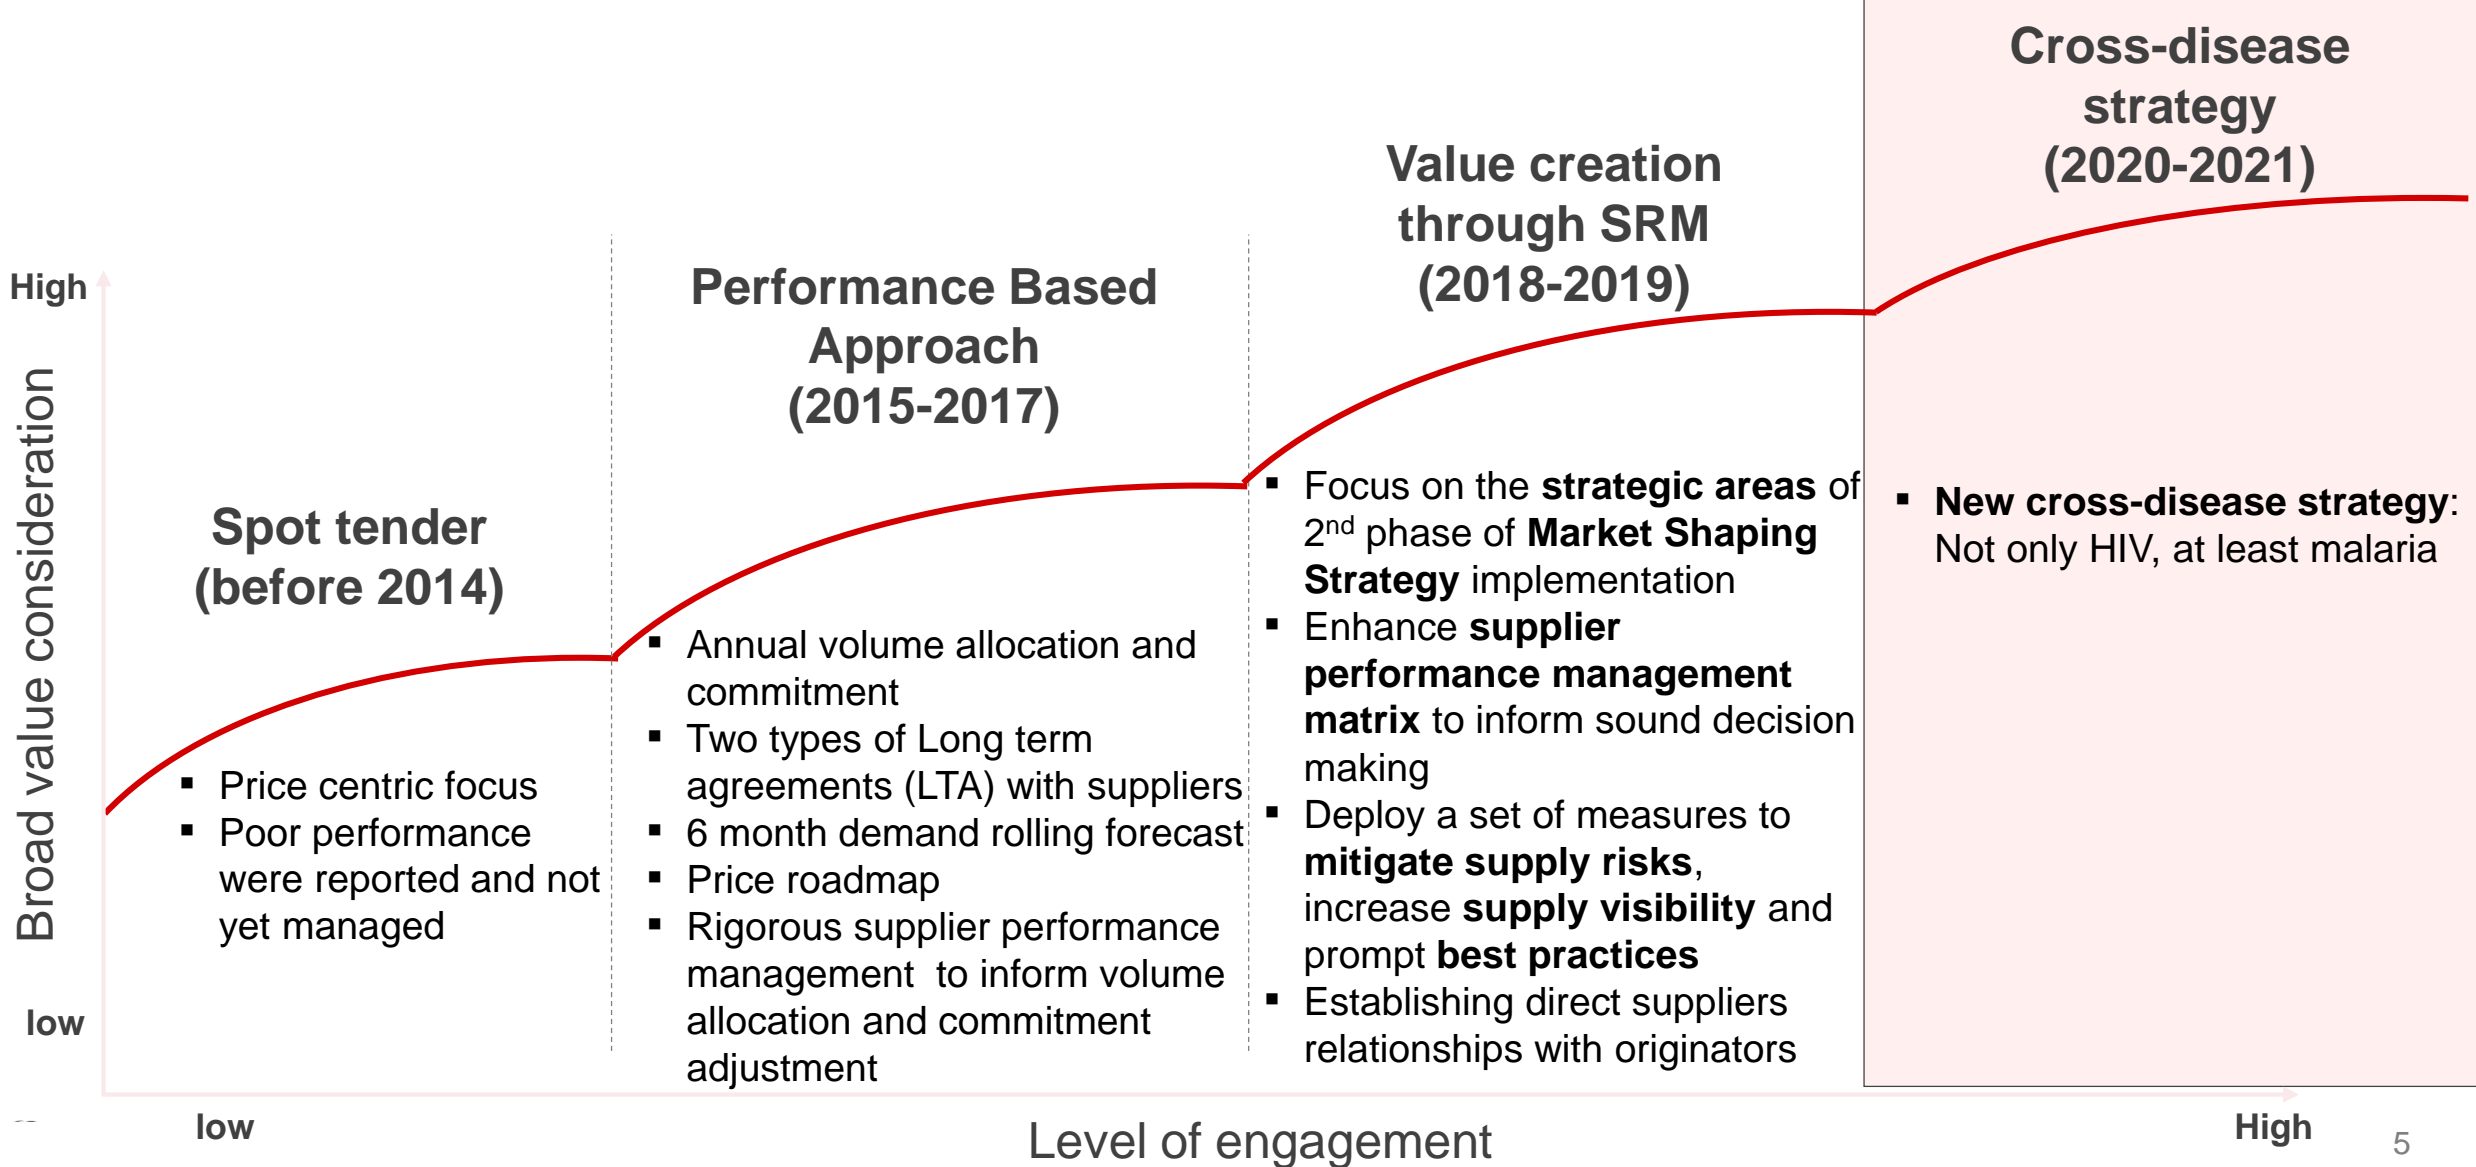 Cross-disease
strategy
(2020-2021)
Value creation
through SRM
(2018-2019)
Performance Based
Approach
(2015-2017)
Spot tender
(before 2014)
High
Broad value consideration
low
▪ Price centric focus
▪ Poor performance
were reported and not
yet managed
▪ Annual volume allocation and
commitment
▪ Two types of Long term
agreements (LTA) with suppliers
▪ 6 month demand rolling forecast
▪ Price roadmap
▪ Rigorous supplier performance
management to inform volume
allocation and commitment
adjustment
▪ Focus on the strategic areas of
2nd phase of Market Shaping
Strategy implementation
▪ Enhance supplier
performance management
matrix to inform sound decision
making
▪ Deploy a set of measures to
mitigate supply risks,
increase supply visibility and
prompt best practices
▪ Establishing direct suppliers
relationships with originators
▪ New cross-disease strategy:
Not only HIV, at least malaria
low
Level of engagement
High
5